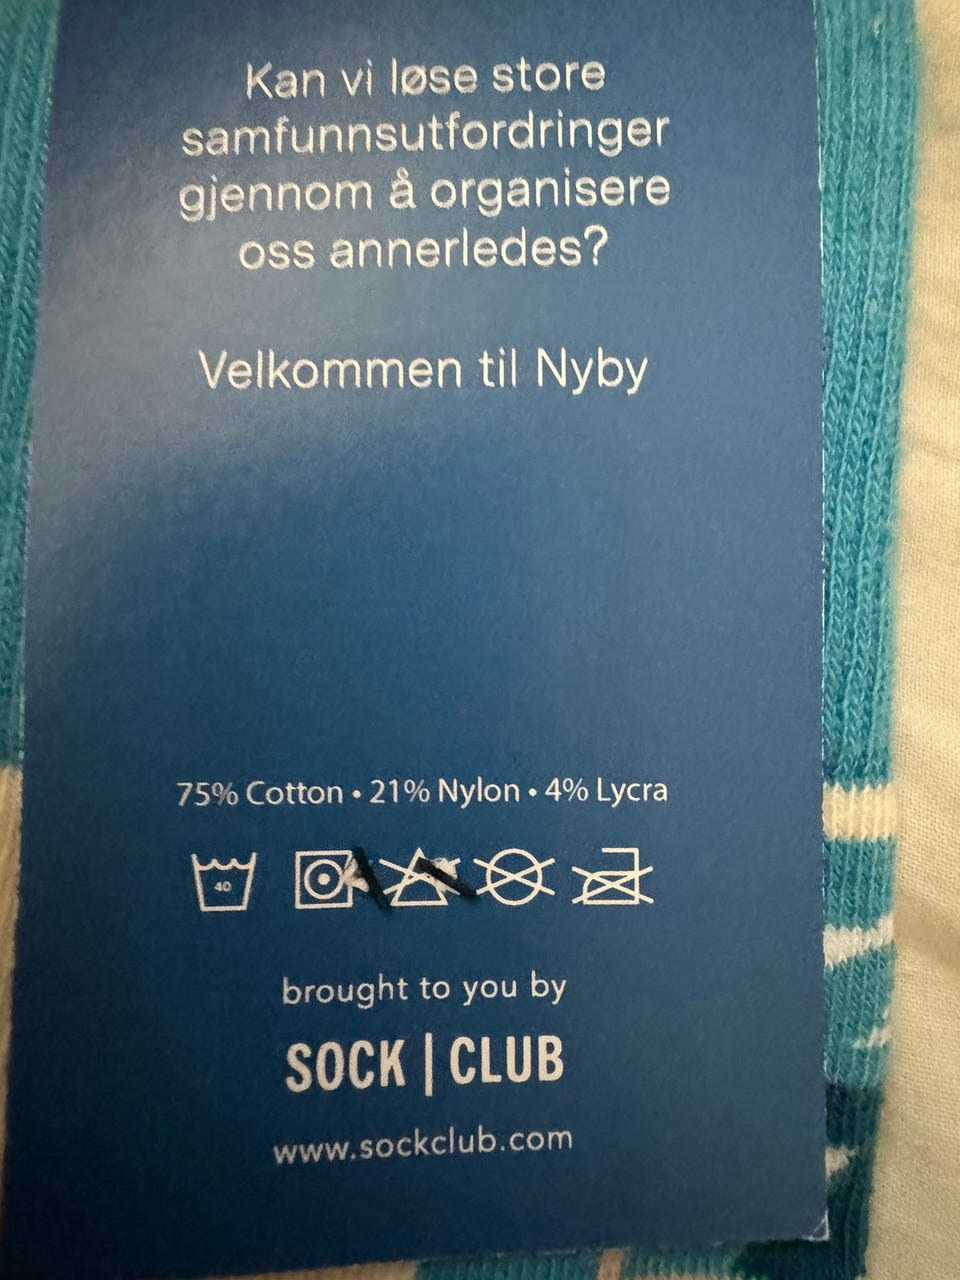 Kan vi løse store
samfunnsutfordringer
gjennom å organisere
oss annerledes?
Velkommen til Nyby
75% Cotton • 21% Nylon • 4% Lycra
40
brought to you by
SOCK | CLUB
www.sockclub.com